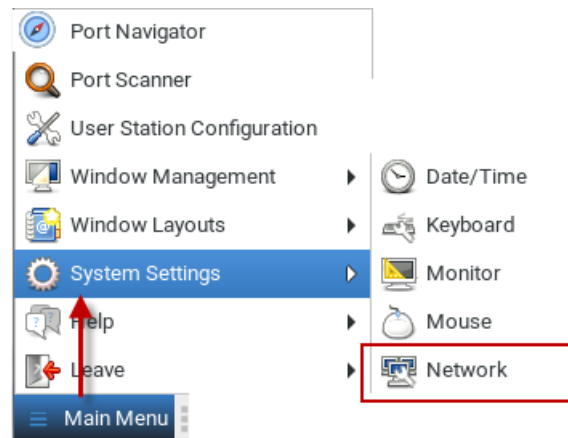 Port Navigator
Port Scanner
User Station Configuration
Window Management
Window Layouts
System Settings
Help
Leave
Main Menu
Date/Time
Keyboard
Monitor
Mouse
Network